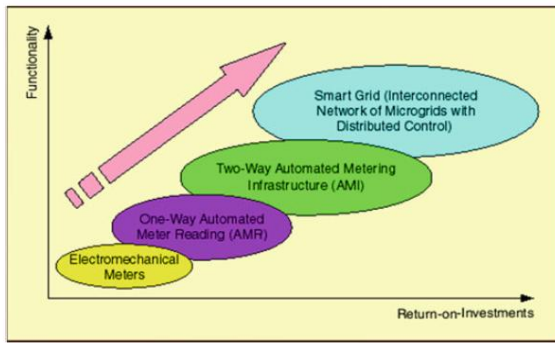 Functionality
Smart Grid (Interconnected
Network of Microgrids with
Distributed Control)
Two-Way Automated Metering
Infrastructure (AMI)
One-Way Automated
Meter Reading (AMR)
Electromechanical
Meters
Return-on-Investments